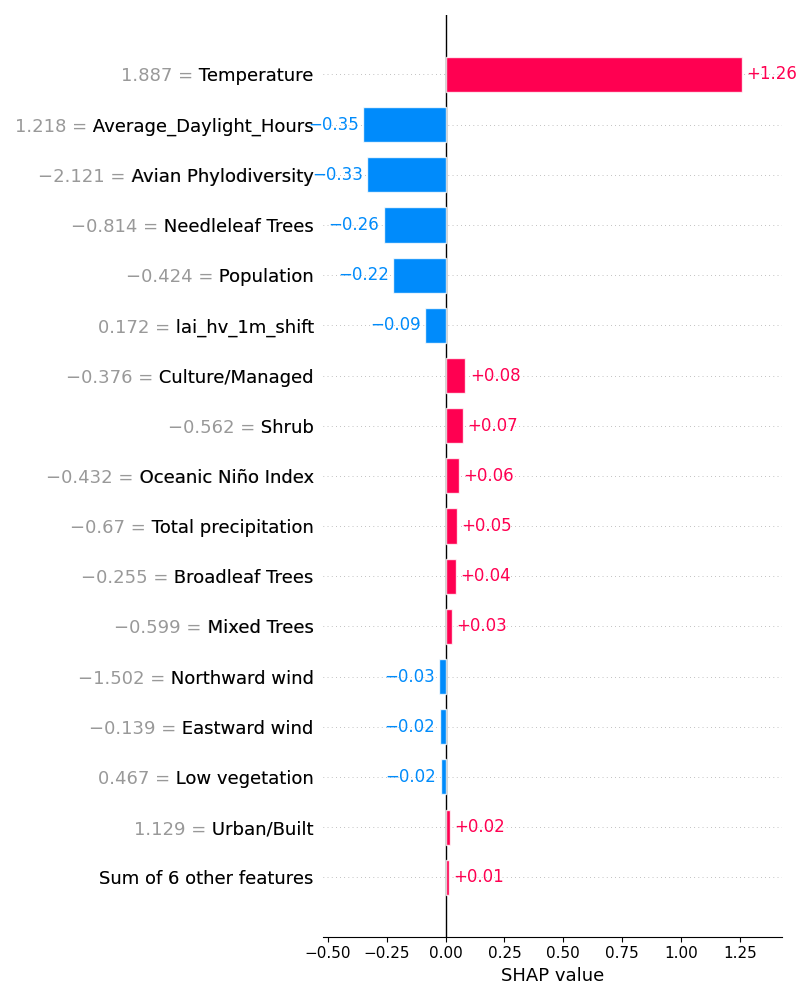 1.887 = Temperature +1.26
1.218 = Average_Daylight_Hours −0.35
−2.121 = Avian Phylodiversity −0.33
−0.814 = Needleleaf Trees −0.26
−0.424 = Population −0.22
0.172 = lai_hv_1m_shift −0.09
−0.376 = Culture/Managed +0.08
−0.562 = Shrub +0.07
−0.432 = Oceanic Niño Index +0.06
−0.67 = Total precipitation +0.05
−0.255 = Broadleaf Trees +0.04
−0.599 = Mixed Trees +0.03
−1.502 = Northward wind −0.03
−0.139 = Eastward wind −0.02
0.467 = Low vegetation −0.02
1.129 = Urban/Built +0.02
Sum of 6 other features +0.01
−0.50 −0.25 0.00 0.25 0.50 0.75 1.00 1.25
SHAP value